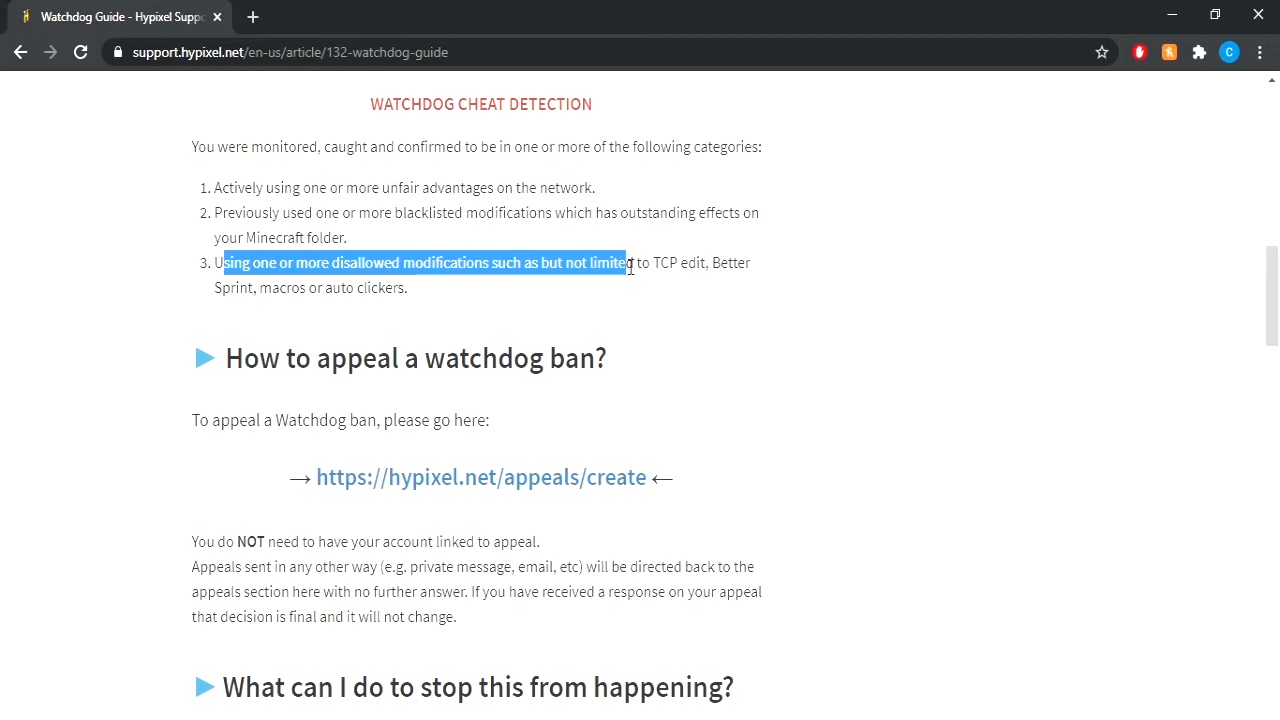 Watchdog Guide - Hypixel Suppo
support.hypixel.net/en-us/article/132-watchdog-guide
C
WATCHDOG CHEAT DETECTION
You were monitored, caught and confirmed to be in one or more of the following categories:
1. Actively using one or more unfair advantages on the network.
2. Previously used one or more blacklisted modifications which has outstanding effects on
your Minecraft folder.
3. Using one or more disallowed modifications such as but not limited to TCP edit, Better
Sprint, macros or auto clickers.
How to appeal a watchdog ban?
To appeal a Watchdog ban, please go here:
→ https://hypixel.net/appeals/create ←
You do NOT need to have your account linked to appeal.
Appeals sent in any other way (e.g. private message, email, etc) will be directed back to the
appeals section here with no further answer. If you have received a response on your appeal
that decision is final and it will not change.
What can I do to stop this from happening?